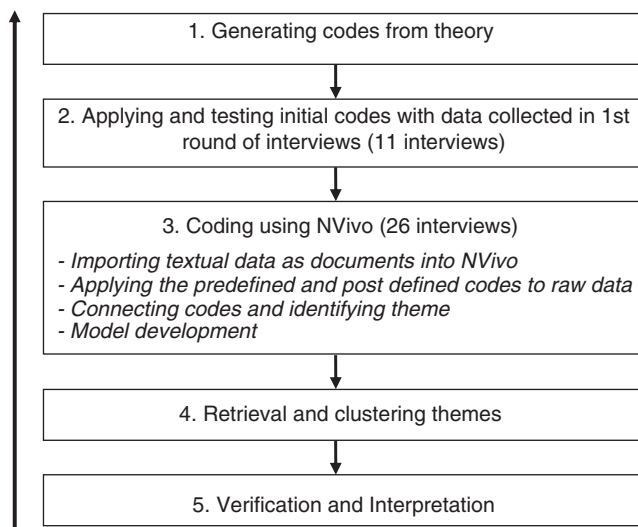 1. Generating codes from theory
2. Applying and testing initial codes with data collected in 1st
round of interviews (11 interviews)
3. Coding using NVivo (26 interviews)
- Importing textual data as documents into NVivo
- Applying the predefined and post defined codes to raw data
- Connecting codes and identifying theme
- Model development
4. Retrieval and clustering themes
5. Verification and Interpretation